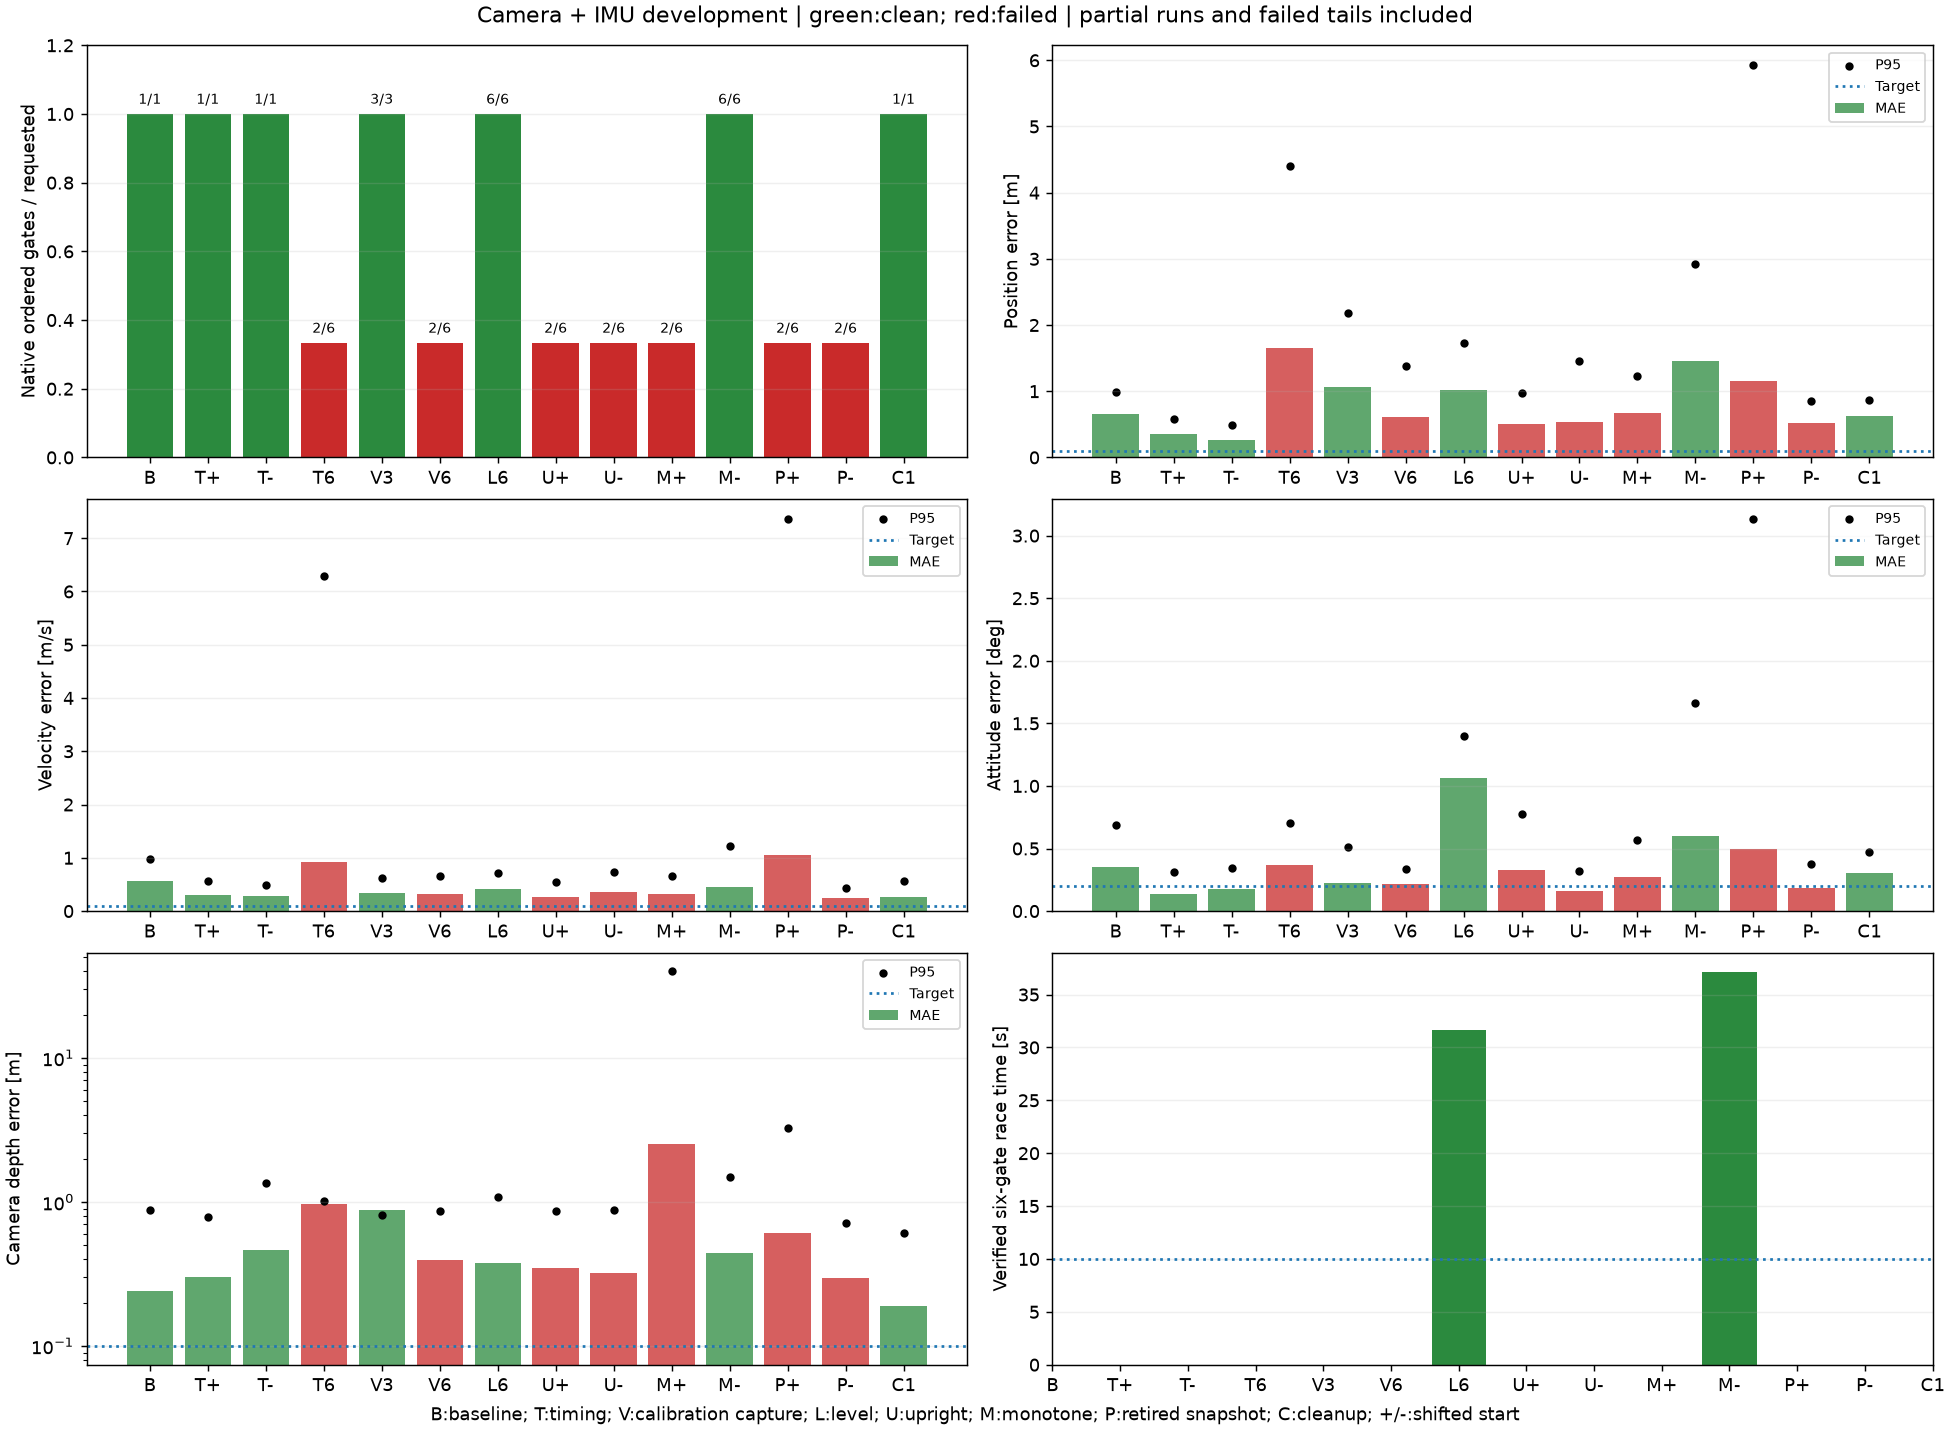 Camera + IMU development | green:clean; red:failed | partial runs and failed tails included
Native ordered gates / requested
1.2
1.0
0.8
0.6
0.4
0.2
0.0
1/1 1/1 1/1 2/6 3/3 2/6 6/6 2/6 2/6 2/6 6/6 2/6 2/6 1/1
B T+ T- T6 V3 V6 L6 U+ U- M+ M- P+ P- C1
Position error [m]
6
5
4
3
2
1
0
P95
Target
MAE
B T+ T- T6 V3 V6 L6 U+ U- M+ M- P+ P- C1
Velocity error [m/s]
7
6
5
4
3
2
1
0
P95
Target
MAE
B T+ T- T6 V3 V6 L6 U+ U- M+ M- P+ P- C1
Attitude error [deg]
3.0
2.5
2.0
1.5
1.0
0.5
0.0
P95
Target
MAE
B T+ T- T6 V3 V6 L6 U+ U- M+ M- P+ P- C1
Camera depth error [m]
10¹
10⁰
10⁻¹
P95
Target
MAE
B T+ T- T6 V3 V6 L6 U+ U- M+ M- P+ P- C1
Verified six-gate race time [s]
35
30
25
20
15
10
5
0
B T+ T- T6 V3 V6 L6 U+ U- M+ M- P+ P- C1
B:baseline; T:timing; V:calibration capture; L:level; U:upright; M:monotone; P:retired snapshot; C:cleanup; +/-:shifted start